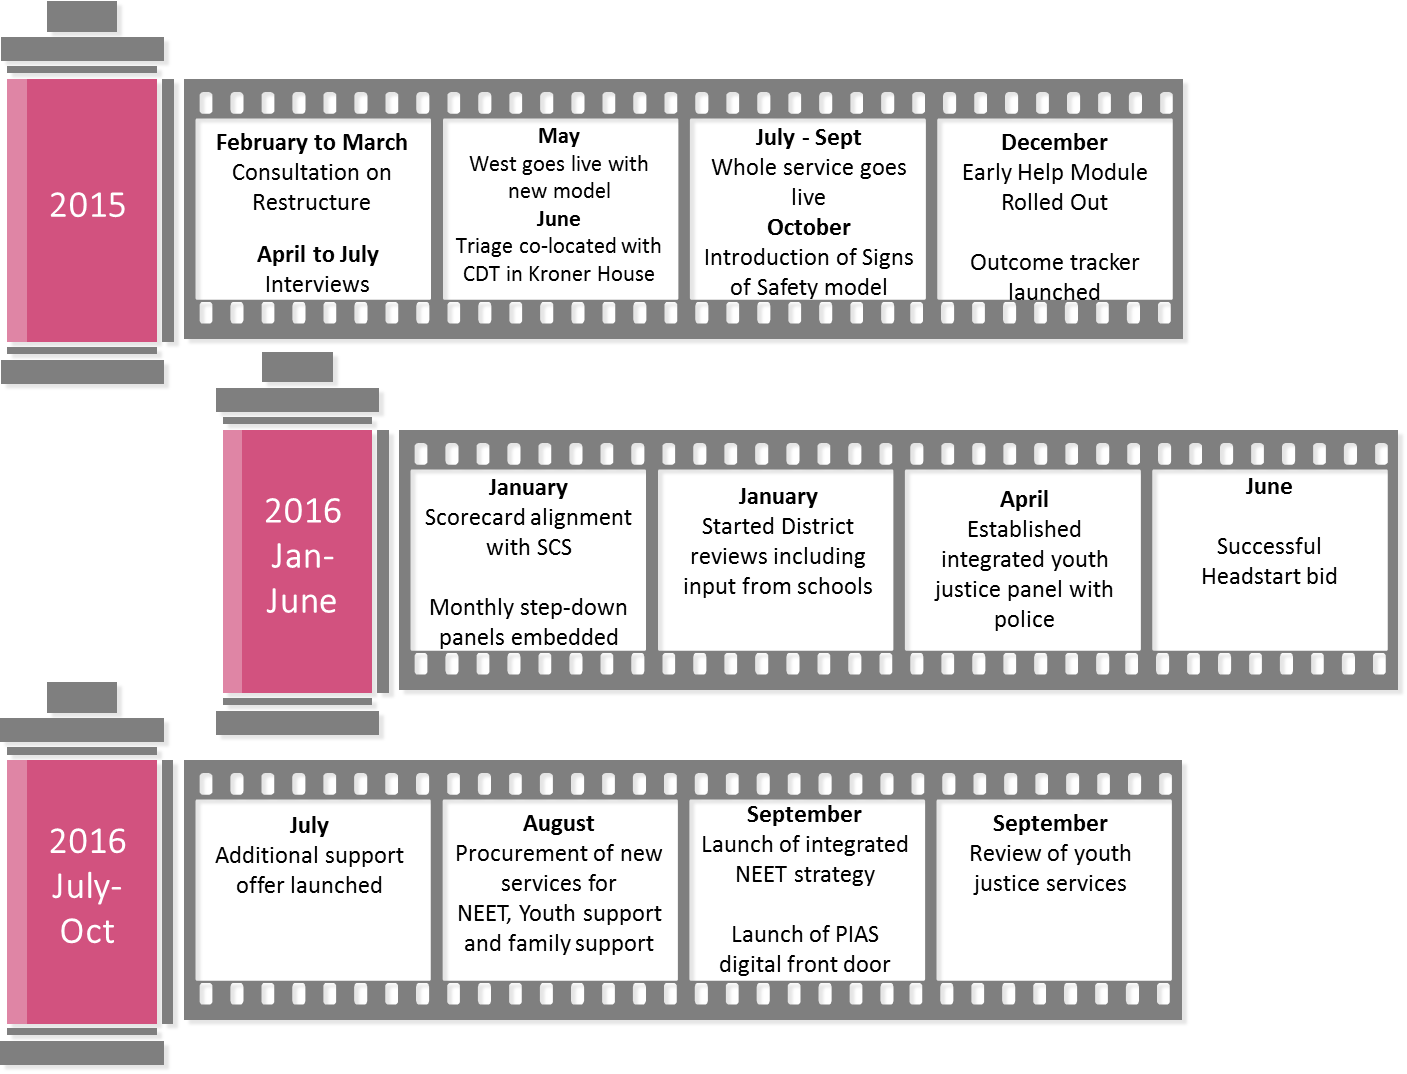 2015
February to March
Consultation on
Restructure
April to July
Interviews
May
West goes live with
new model
June
Triage co-located with
CDT in Kroner House
July - Sept
Whole service goes
live
October
Introduction of Signs
of Safety model
December
Early Help Module
Rolled Out
Outcome tracker
launched
2016
Jan-
June
January
Scorecard alignment
with SCS
Monthly step-down
panels embedded
January
Started District
reviews including
input from schools
April
Established
integrated youth
justice panel with
police
June
Successful
Headstart bid
2016
July-
Oct
July
Additional support
offer launched
August
Procurement of new
services for
NEET, Youth support
and family support
September
Launch of integrated
NEET strategy
Launch of PIAS
digital front door
September
Review of youth
justice services